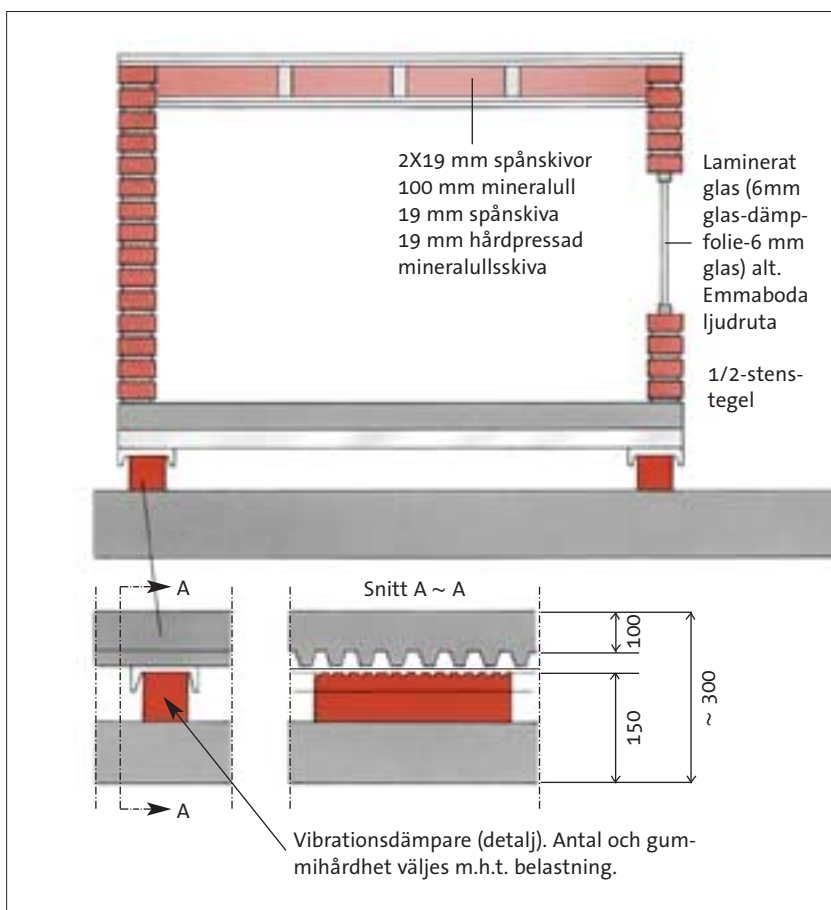 2X19 mm spånskivor
100 mm mineralull
19 mm spånskiva
19 mm hårdpressad
mineralullsskiva
Laminerat
glas (6mm
glas-dämp-
folie-6 mm
glas) alt.
Emmaboda
ljudruta
1/2-stens-
tegel
A
Snitt A ~ A
100
150
~ 300
A
Vibrationsdämpare (detalj). Antal och gum-
mihårdhet väljes m.h.t. belastning.